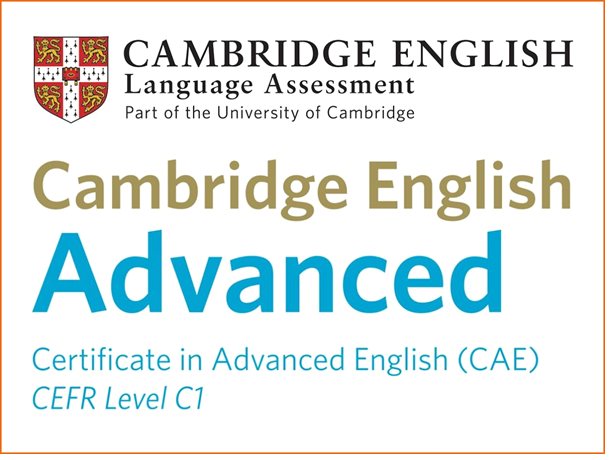 CAMBRIDGE ENGLISH
Language Assessment
Part of the University of Cambridge
Cambridge English
Advanced
Certificate in Advanced English (CAE)
CEFR Level C1